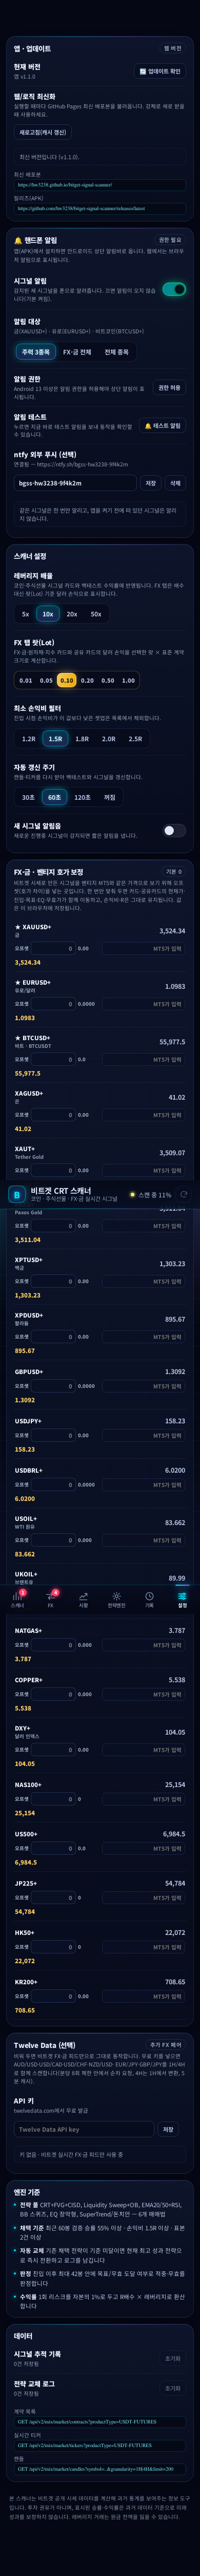 앱 · 업데이트
웹 버전
현재 버전
앱 v1.1.0
🔄 업데이트 확인
웹/로직 최신화
실행할 때마다 GitHub Pages 최신 배포본을 불러옵니다. 강제로 새로 받을
때 사용하세요.
새로고침(캐시 갱신)
최신 버전입니다 (v1.1.0).
최신 배포본
https://hw3238.github.io/bitget-signal-scanner/
릴리즈(APK)
https://github.com/hw3238/bitget-signal-scanner/releases/latest
🔔 핸드폰 알림
권한 필요
앱(APK)에서 설치하면 안드로이드 상단 알림바로 옵니다. 웹에서는 브라우
저 알림으로 표시됩니다.
시그널 알림
감지된 새 시그널을 폰으로 알려줍니다. 끄면 알림이 오지 않습
니다(기본 켜짐).
알림 대상
금(XAUUSD+) · 유로(EURUSD+) · 비트코인(BTCUSD+)
주력 3종목
FX·금 전체
전체 종목
알림 권한
Android 13 이상은 알림 권한을 허용해야 상단 알림이 표
시됩니다.
권한 허용
알림 테스트
누르면 지금 바로 테스트 알림을 보내 동작을 확인할
수 있습니다.
🔔 테스트 알림
ntfy 외부 푸시 (선택)
연결됨 — https://ntfy.sh/bgss-hw3238-9f4k2m
bgss-hw3238-9f4k2m
저장
삭제
같은 시그널은 한 번만 알리고, 앱을 켜기 전에 떠 있던 시그널은 알리
지 않습니다.
스캐너 설정
레버리지 배율
코인·주식선물 시그널 카드와 백테스트 수익률에 반영됩니다. FX 탭은 배수
대신 랏(Lot) 기준 달러 손익으로 표시됩니다.
5x
10x
20x
50x
FX 탭 랏(Lot)
FX·금·원자재·지수 카드와 공유 카드의 달러 손익을 선택한 랏 × 표준 계약
크기로 계산합니다.
0.01
0.05
0.10
0.20
0.50
1.00
최소 손익비 필터
진입 시점 손익비가 이 값보다 낮은 셋업은 목록에서 제외합니다.
1.2R
1.5R
1.8R
2.0R
2.5R
자동 갱신 주기
캔들·티커를 다시 받아 백테스트와 시그널을 갱신합니다.
30초
60초
120초
꺼짐
새 시그널 알림음
새로운 진행중 시그널이 감지되면 짧은 알림음을 냅니다.
FX·금 · 밴티지 호가 보정
기본 0
비트겟 시세로 만든 시그널을 밴티지 MT5와 같은 가격으로 보기 위해 오프
셋(호가 차이)을 넣는 곳입니다. 한 번만 맞춰 두면 카드·공유카드의 현재가·
진입·목표·EQ·무효가가 함께 이동하고, 손익비·R은 그대로 유지됩니다. 값
은 이 브라우저에 저장됩니다.
★ XAUUSD+
금
3,524.34
오프셋
0
0.00
MT5가 입력
3,524.34
★ EURUSD+
유로/달러
1.0983
오프셋
0
0.0000
MT5가 입력
1.0983
★ BTCUSD+
비트 · BTCUSDT
55,977.5
오프셋
0
0.0
MT5가 입력
55,977.5
XAGUSD+
은
41.02
오프셋
0
0.00
MT5가 입력
41.02
XAUT+
Tether Gold
3,509.07
오프셋
0
0.00
MT5가 입력
B
비트겟 CRT 스캐너
코인 · 주식선물 · FX·금 실시간 시그널
스캔 중 11%
Paxos Gold
오프셋
0
0.00
MT5가 입력
3,511.04
XPTUSD+
백금
1,303.23
오프셋
0
0.00
MT5가 입력
1,303.23
XPDUSD+
팔라듐
895.67
오프셋
0
0.00
MT5가 입력
895.67
GBPUSD+
1.3092
오프셋
0
0.0000
MT5가 입력
1.3092
USDJPY+
158.23
오프셋
0
0.00
MT5가 입력
158.23
USDBRL+
6.0200
오프셋
0
0.0000
MT5가 입력
6.0200
USOIL+
WTI 원유
83.662
오프셋
0
0.000
MT5가 입력
83.662
UKOIL+
브렌트유
89.99
스캐너
FX
시황
전략엔진
기록
설정
NATGAS+
3.787
오프셋
0
0.000
MT5가 입력
3.787
COPPER+
5.538
오프셋
0
0.000
MT5가 입력
5.538
DXY+
달러 인덱스
104.05
오프셋
0
0.00
MT5가 입력
104.05
NAS100+
25,154
오프셋
0
0
MT5가 입력
25,154
US500+
6,984.5
오프셋
0
0.0
MT5가 입력
6,984.5
JP225+
54,784
오프셋
0
0
MT5가 입력
54,784
HK50+
22,072
오프셋
0
0
MT5가 입력
22,072
KR200+
708.65
오프셋
0
0.00
MT5가 입력
708.65
Twelve Data (선택)
추가 FX 페어
비워 두면 비트겟 FX·금 피드만으로 그대로 동작합니다. 무료 키를 넣으면
AUD/USD·USD/CAD·USD/CHF·NZD/USD· EUR/JPY·GBP/JPY를 1H/4H
로 함께 스캔합니다(분당 8회 제한 안에서 순차 요청, 4H는 1H에서 변환, 5
분 캐시).
API 키
twelvedata.com에서 무료 발급
Twelve Data API key
저장
키 없음 · 비트겟 실시간 FX·금 피드만 사용 중
엔진 기준
전략 풀 CRT+FVG+CISD, Liquidity Sweep+OB, EMA20/50+RSI,
BB 스퀴즈, EQ 장악형, SuperTrend/돈치안 — 6개 매매법
채택 기준 최근 60봉 검증 승률 55% 이상 · 손익비 1.5R 이상 · 표본
2건 이상
자동 교체 기존 채택 전략이 기준 미달이면 현재 최고 성과 전략으
로 즉시 전환하고 로그를 남깁니다
판정 진입 이후 최대 42봉 안에 목표/무효 도달 여부로 적중·무효를
판정합니다
수익률 1회 리스크를 자본의 1%로 두고 R배수 × 레버리지로 환산
합니다
데이터
시그널 추적 기록
0건 저장됨
초기화
전략 교체 로그
0건 저장됨
초기화
계약 목록
GET /api/v2/mix/market/contracts?productType=USDT-FUTURES
실시간 티커
GET /api/v2/mix/market/tickers?productType=USDT-FUTURES
캔들
GET /api/v2/mix/market/candles?symbol=..&granularity=1H|4H&limit=200
본 스캐너는 비트겟 공개 시세 데이터를 계산해 과거 통계를 보여주는 참고 도구입
니다. 투자 권유가 아니며, 표시된 승률·수익률은 과거 데이터 기준으로 미래
성과를 보장하지 않습니다. 레버리지 거래는 원금 전액을 잃을 수 있습니다.